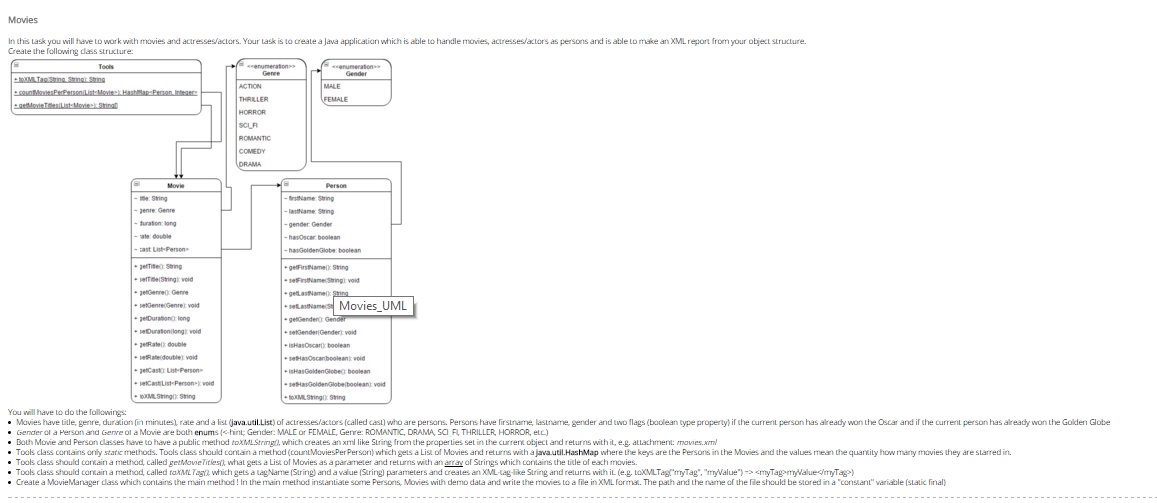 Movies
In this task you will have to work with movies and actresses/actors. Your task is to create a Java application which is able to handle movies, actresses/actors as persons and is able to make an XML report from your object structure.
Create the following class structure:
Tools
+ toXMLTag(String, String): String
+ countMoviesPerPerson(List<Movie>): HashMap<Person, Integer>
+ getMovieTitles(List<Movie>): String[]
<<enumeration>>
Genre
ACTION
THRILLER
HORROR
SCI_FI
ROMANTIC
COMEDY
DRAMA
<<enumeration>>
Gender
MALE
FEMALE
Movie
~ title: String
~ genre: Genre
~ duration: long
~ rate: double
~ cast: List<Person>
+ getTitle(): String
+ setTitle(String): void
+ getGenre(): Genre
+ setGenre(Genre): void
+ getDuration(): long
+ setDuration(long): void
+ getRate(): double
+ setRate(double): void
+ getCast(): List<Person>
+ setCast(List<Person>): void
+ toXMLString(): String
Person
~ firstName: String
~ lastName: String
~ gender: Gender
~ hasOscar: boolean
~ hasGoldenGlobe: boolean
+ getFirstName(): String
+ setFirstName(String): void
+ getLastName(): String
+ setLastName(St
+ getGender(): Gender
+ setGender(Gender): void
+ isHasOscar(): boolean
+ setHasOscar(boolean): void
+ isHasGoldenGlobe(): boolean
+ setHasGoldenGlobe(boolean): void
+ toXMLString(): String
Movies_UML
You will have to do the followings:
• Movies have title, genre, duration (in minutes), rate and a list (java.util.List) of actresses/actors (called cast) who are persons. Persons have firstname, lastname, gender and two flags (boolean type property) if the current person has already won the Oscar and if the current person has already won the Golden Globe
• Gender of a Person and Genre of a Movie are both enums (<-hint; Gender: MALE or FEMALE, Genre: ROMANTIC, DRAMA, SCI_FI, THRILLER, HORROR, etc.)
• Both Movie and Person classes have to have a public method toXMLString(), which creates an xml like String from the properties set in the current object and returns with it, e.g. attachment: movies.xml
• Tools class contains only static methods. Tools class should contain a method (countMoviesPerPerson) which gets a List of Movies and returns with a java.util.HashMap where the keys are the Persons in the Movies and the values mean the quantity how many movies they are starred in.
• Tools class should contain a method, called getMovieTitles(), what gets a List of Movies as a parameter and returns with an array of Strings which contains the title of each movies.
• Tools class should contain a method, called toXMLTag(), which gets a tagName (String) and a value (String) parameters and creates an XML-tag-like String and returns with it. (e.g. toXMLTag("myTag", "myValue") => <myTag>myValue</myTag>)
• Create a MovieManager class which contains the main method ! In the main method instantiate some Persons, Movies with demo data and write the movies to a file in XML format. The path and the name of the file should be stored in a "constant" variable (static final)